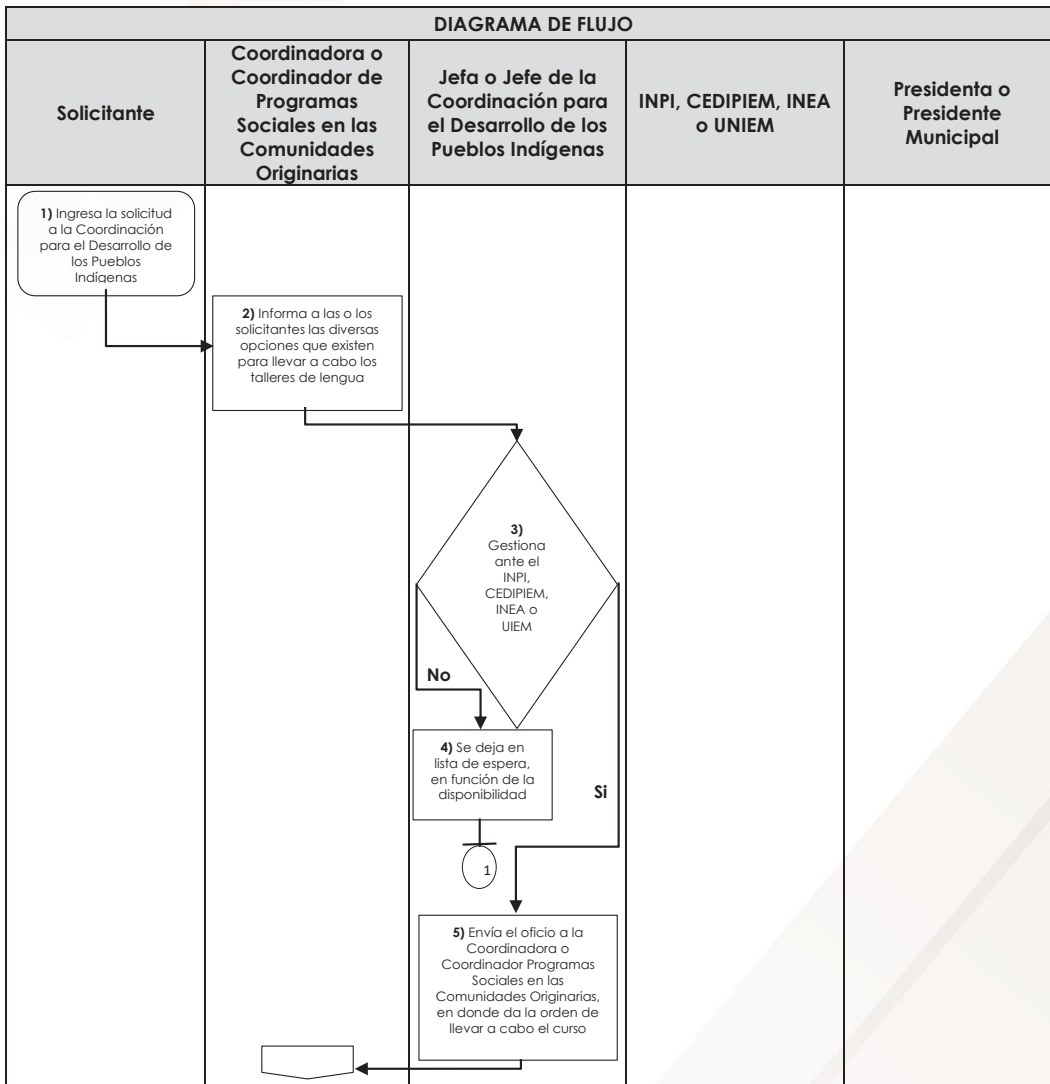 DIAGRAMA DE FLUJO
Solicitante
Coordinadora o
Coordinador de
Programas
Sociales en las
Comunidades
Originarias
Jefa o Jefe de la
Coordinación para
el Desarrollo de los
Pueblos Indígenas
INPI, CEDIPIEM, INEA
o UNIEM
Presidenta o
Presidente
Municipal
1) Ingresa la solicitud
a la Coordinación
para el Desarrollo de
los Pueblos
Indígenas
2) Informa a las o los
solicitantes las diversas
opciones que existen
para llevar a cabo los
talleres de lengua
3)
Gestiona
ante el
INPI,
CEDIPIEM,
INEA o
UIEM
No
4) Se deja en
lista de espera,
en función de la
disponibilidad
Si
1
5) Envía el oficio a la
Coordinadora o
Coordinador Programas
Sociales en las
Comunidades Originarias,
en donde da la orden de
llevar a cabo el curso